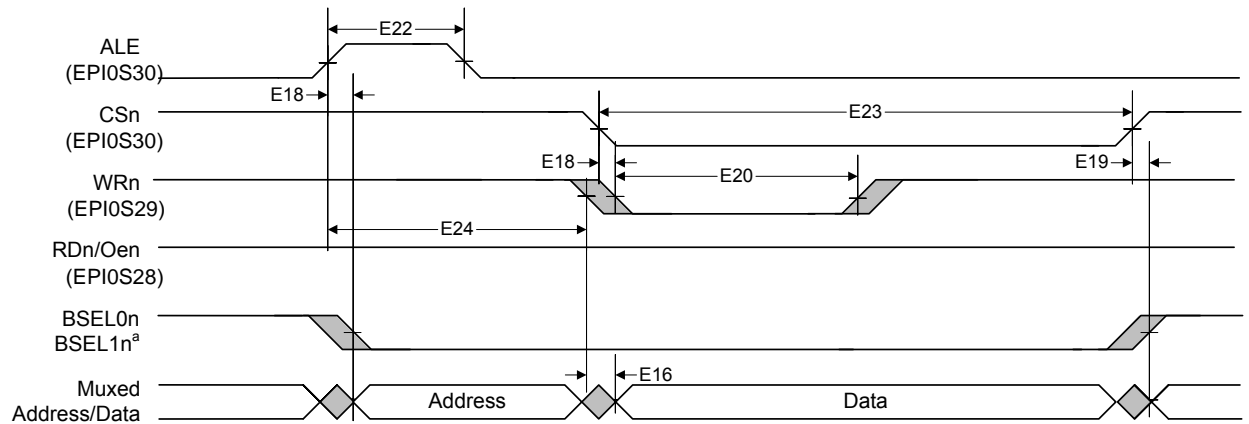 E22
ALE
(EPI0S30)
E18
CSn
E23
(EPI0S30)
E18
E19
E20
WRn
(EPI0S29)
E24
RDn/Oen
(EPI0S28)
BSEL0n
BSEL1nᵃ
E16
Muxed
Address/Data
Address
Data